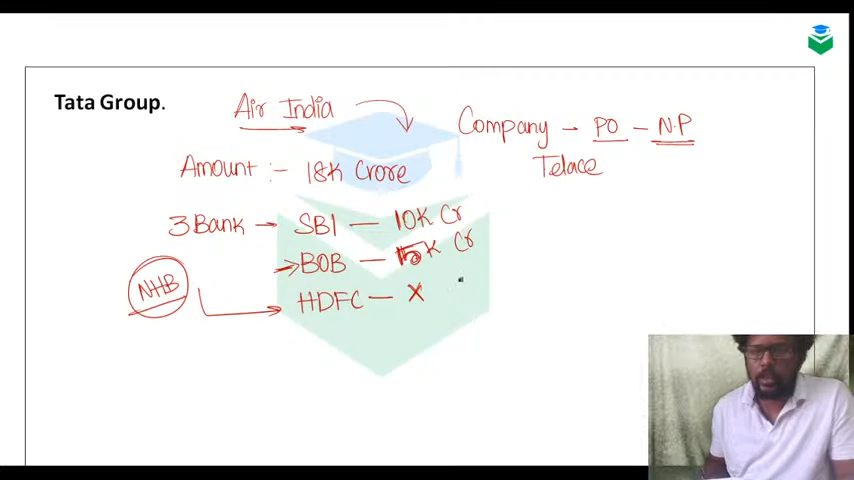 Tata Group.
Air India
Company - PO - N.P
Telace
Amount :- 18K Crore
3 Bank - SBI - 10K Cr
BOB - K Cr
HDFC - X
NHB